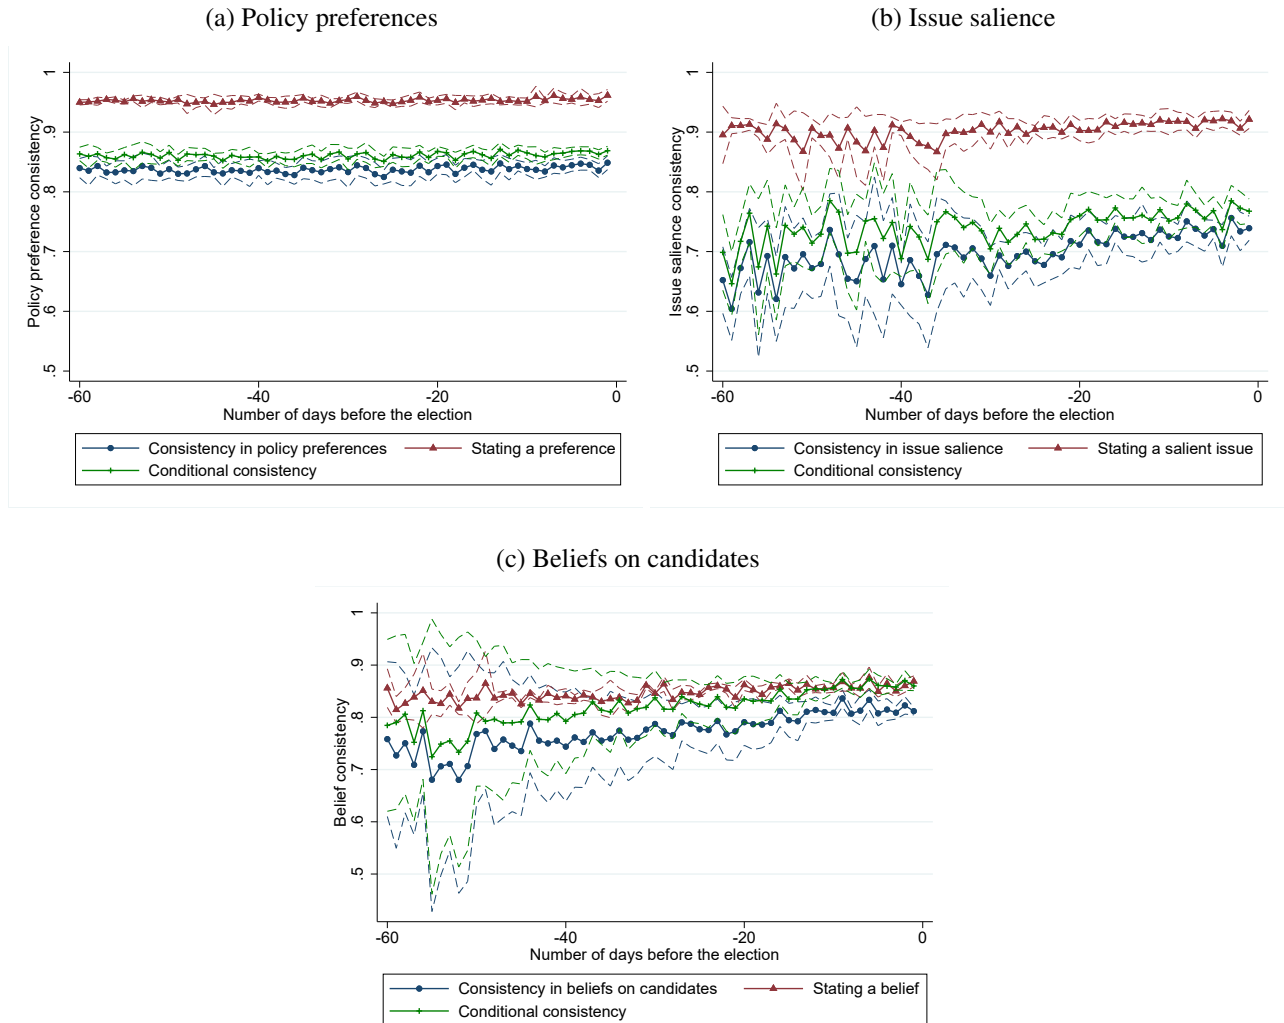 (a) Policy preferences
Policy preference consistency
1
.9
.8
.7
.6
.5
-60
-40
-20
0
Number of days before the election
Consistency in policy preferences
Stating a preference
Conditional consistency
(b) Issue salience
Issue salience consistency
1
.9
.8
.7
.6
.5
-60
-40
-20
0
Number of days before the election
Consistency in issue salience
Stating a salient issue
Conditional consistency
(c) Beliefs on candidates
Belief consistency
1
.9
.8
.7
.6
.5
-60
-40
-20
0
Number of days before the election
Consistency in beliefs on candidates
Stating a belief
Conditional consistency